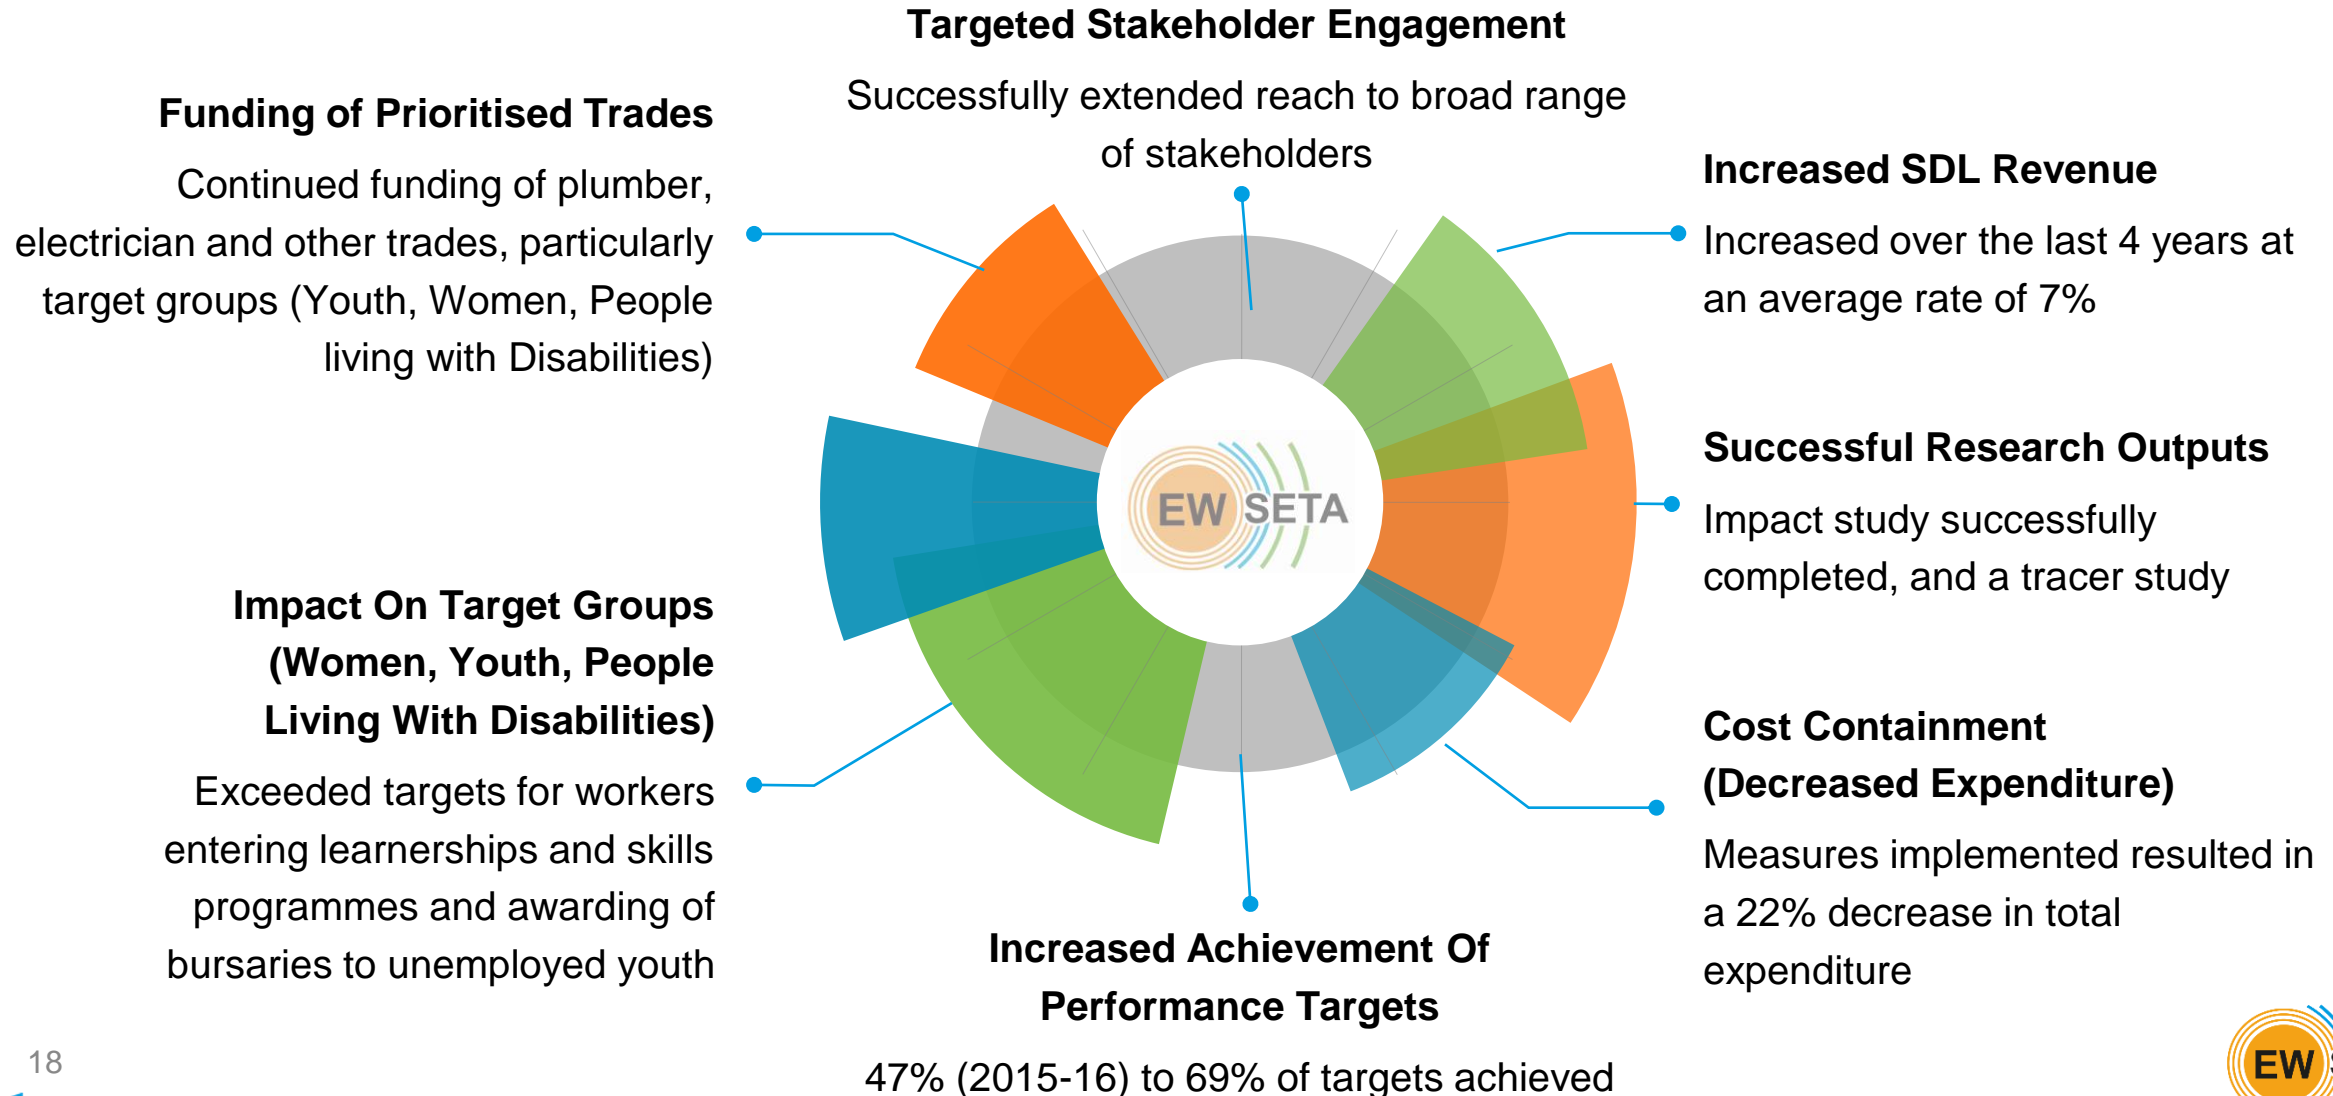 Targeted Stakeholder Engagement
Successfully extended reach to broad range
of stakeholders
Funding of Prioritised Trades
Continued funding of plumber,
electrician and other trades, particularly
target groups (Youth, Women, People
living with Disabilities)
Increased SDL Revenue
Increased over the last 4 years at
an average rate of 7%
Successful Research Outputs
Impact study successfully
completed, and a tracer study
EW SETA
Impact On Target Groups
(Women, Youth, People
Living With Disabilities)
Exceeded targets for workers
entering learnerships and skills
programmes and awarding of
bursaries to unemployed youth
Cost Containment
(Decreased Expenditure)
Measures implemented resulted in
a 22% decrease in total
expenditure
Increased Achievement Of
Performance Targets
47% (2015-16) to 69% of targets achieved
18
EW